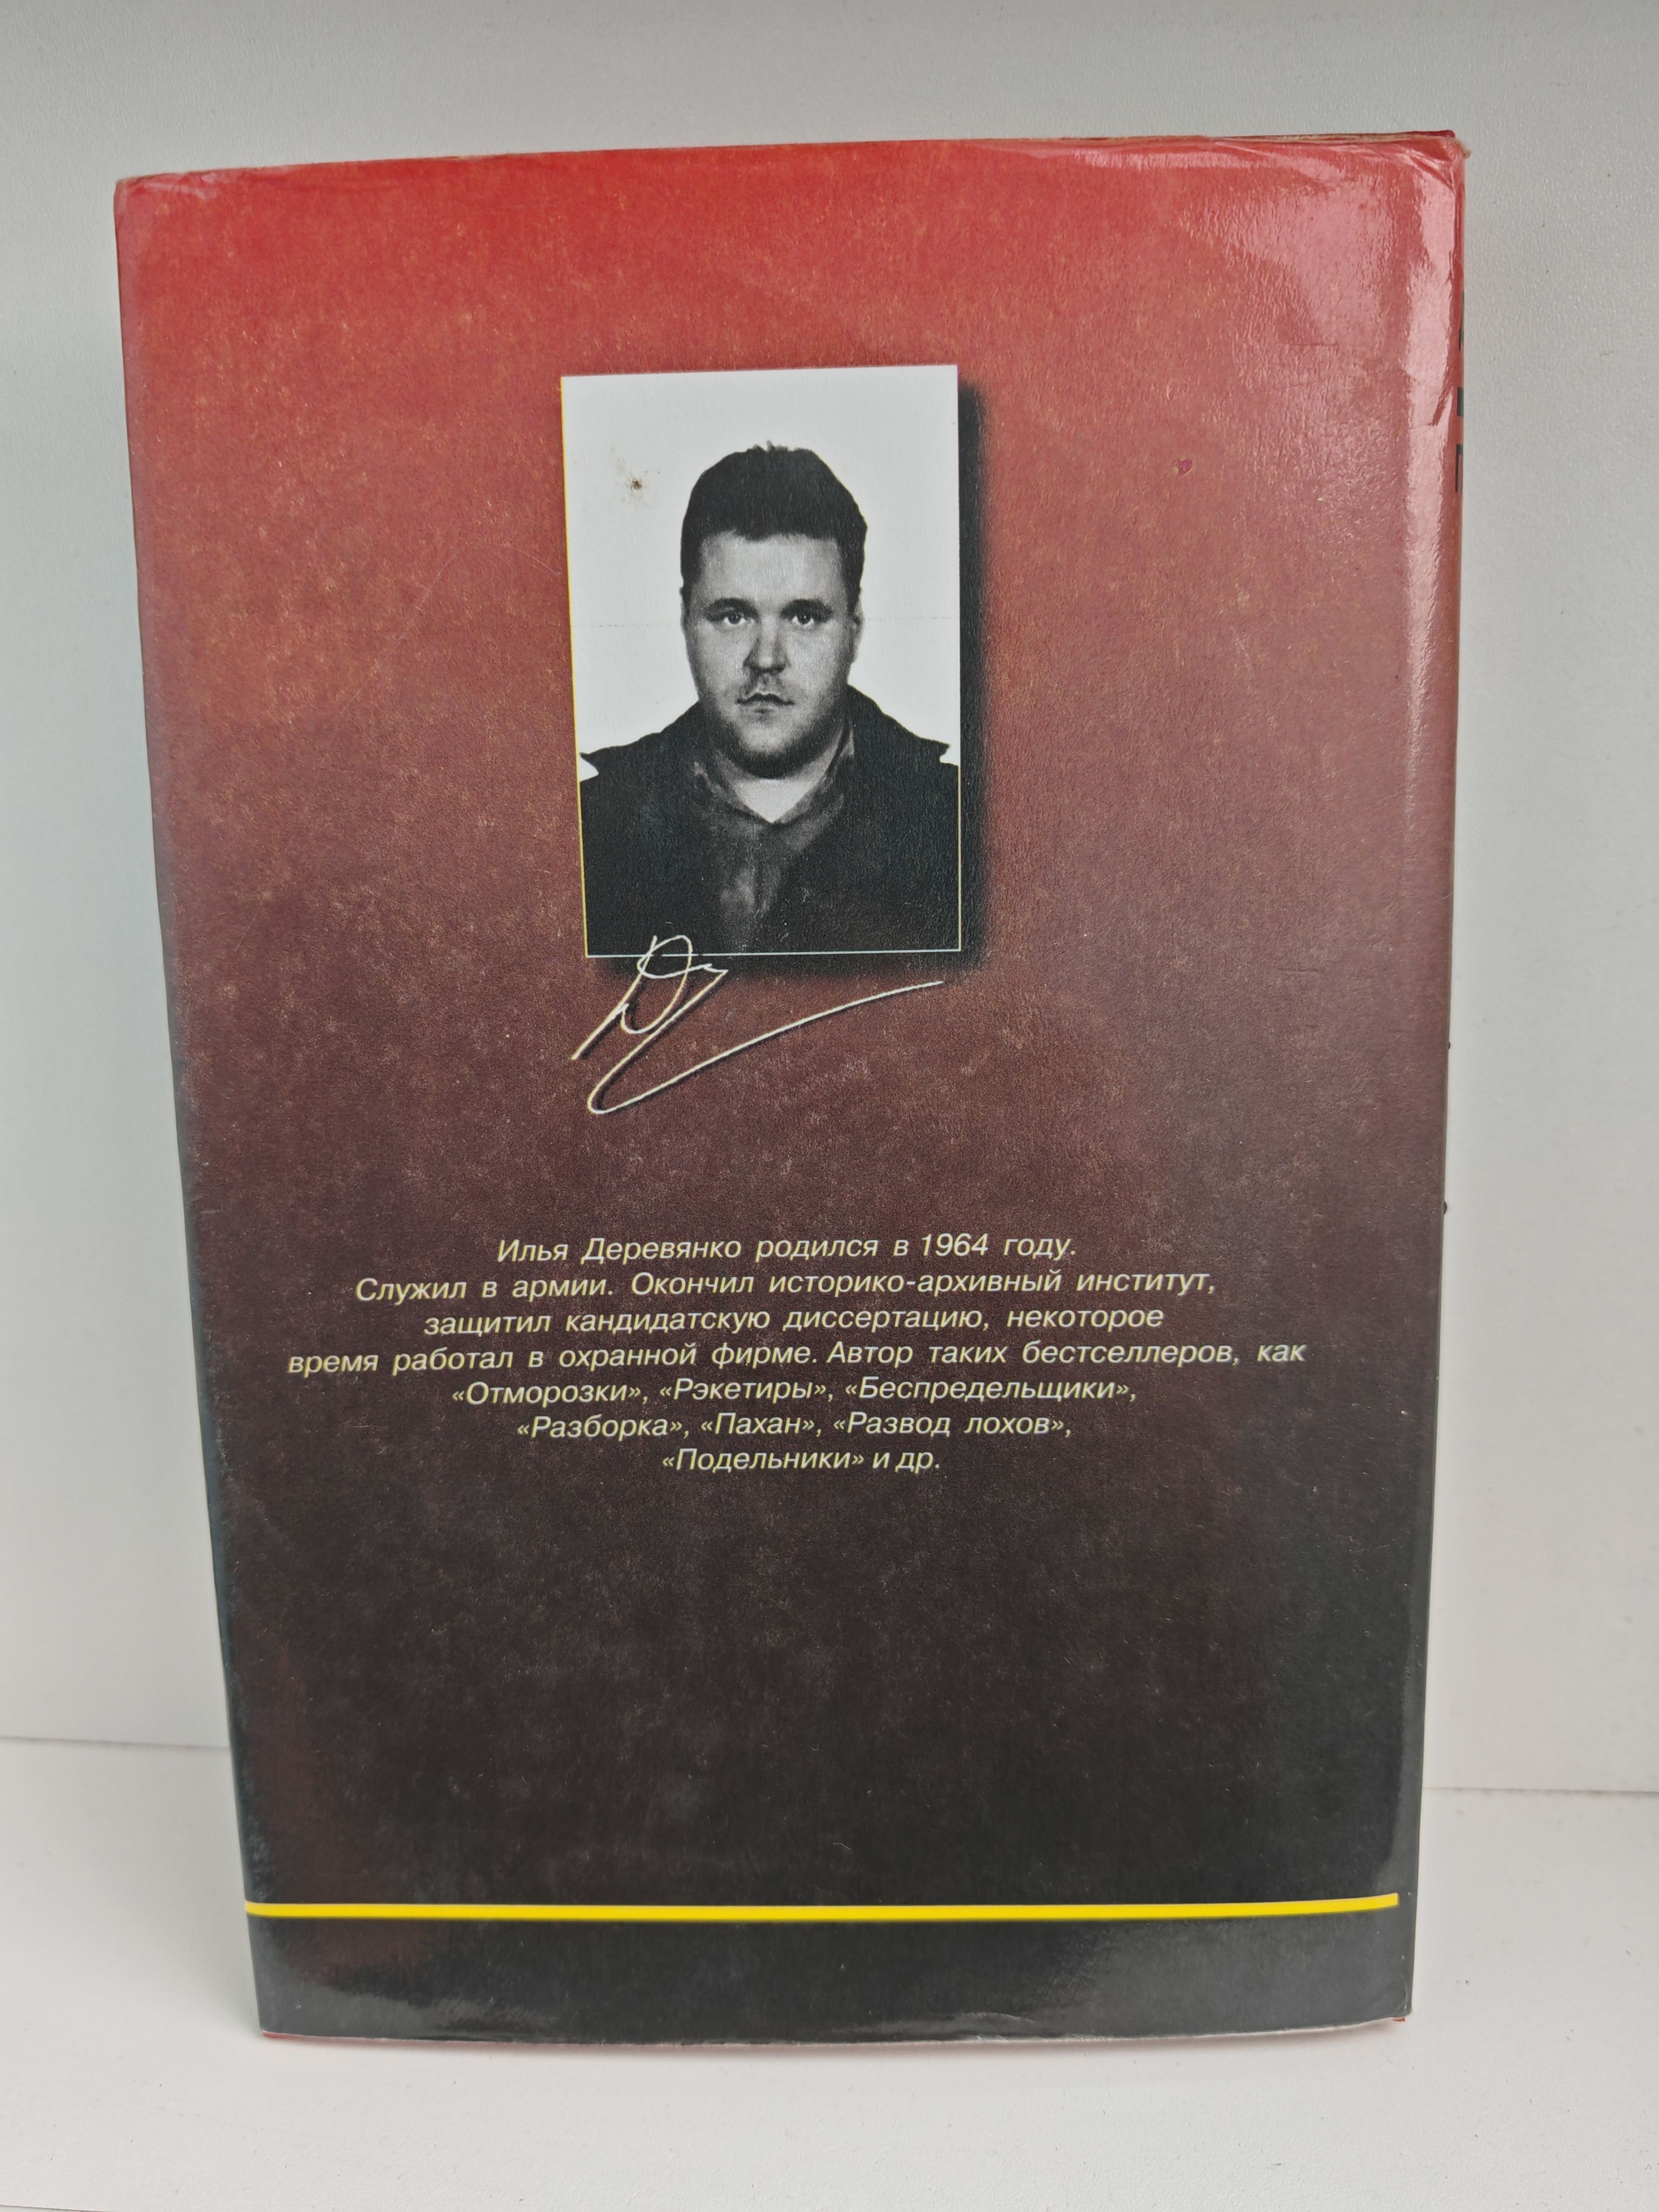 Илья Деревянко родился в 1964 году.
Служил в армии. Окончил историко-архивный институт,
защитил кандидатскую диссертацию, некоторое
время работал в охранной фирме. Автор таких бестселлеров, как
«Отморозки», «Рэкетиры», «Беспредельщики»,
«Разборка», «Пахан», «Развод лохов»,
«Подельники» и др.